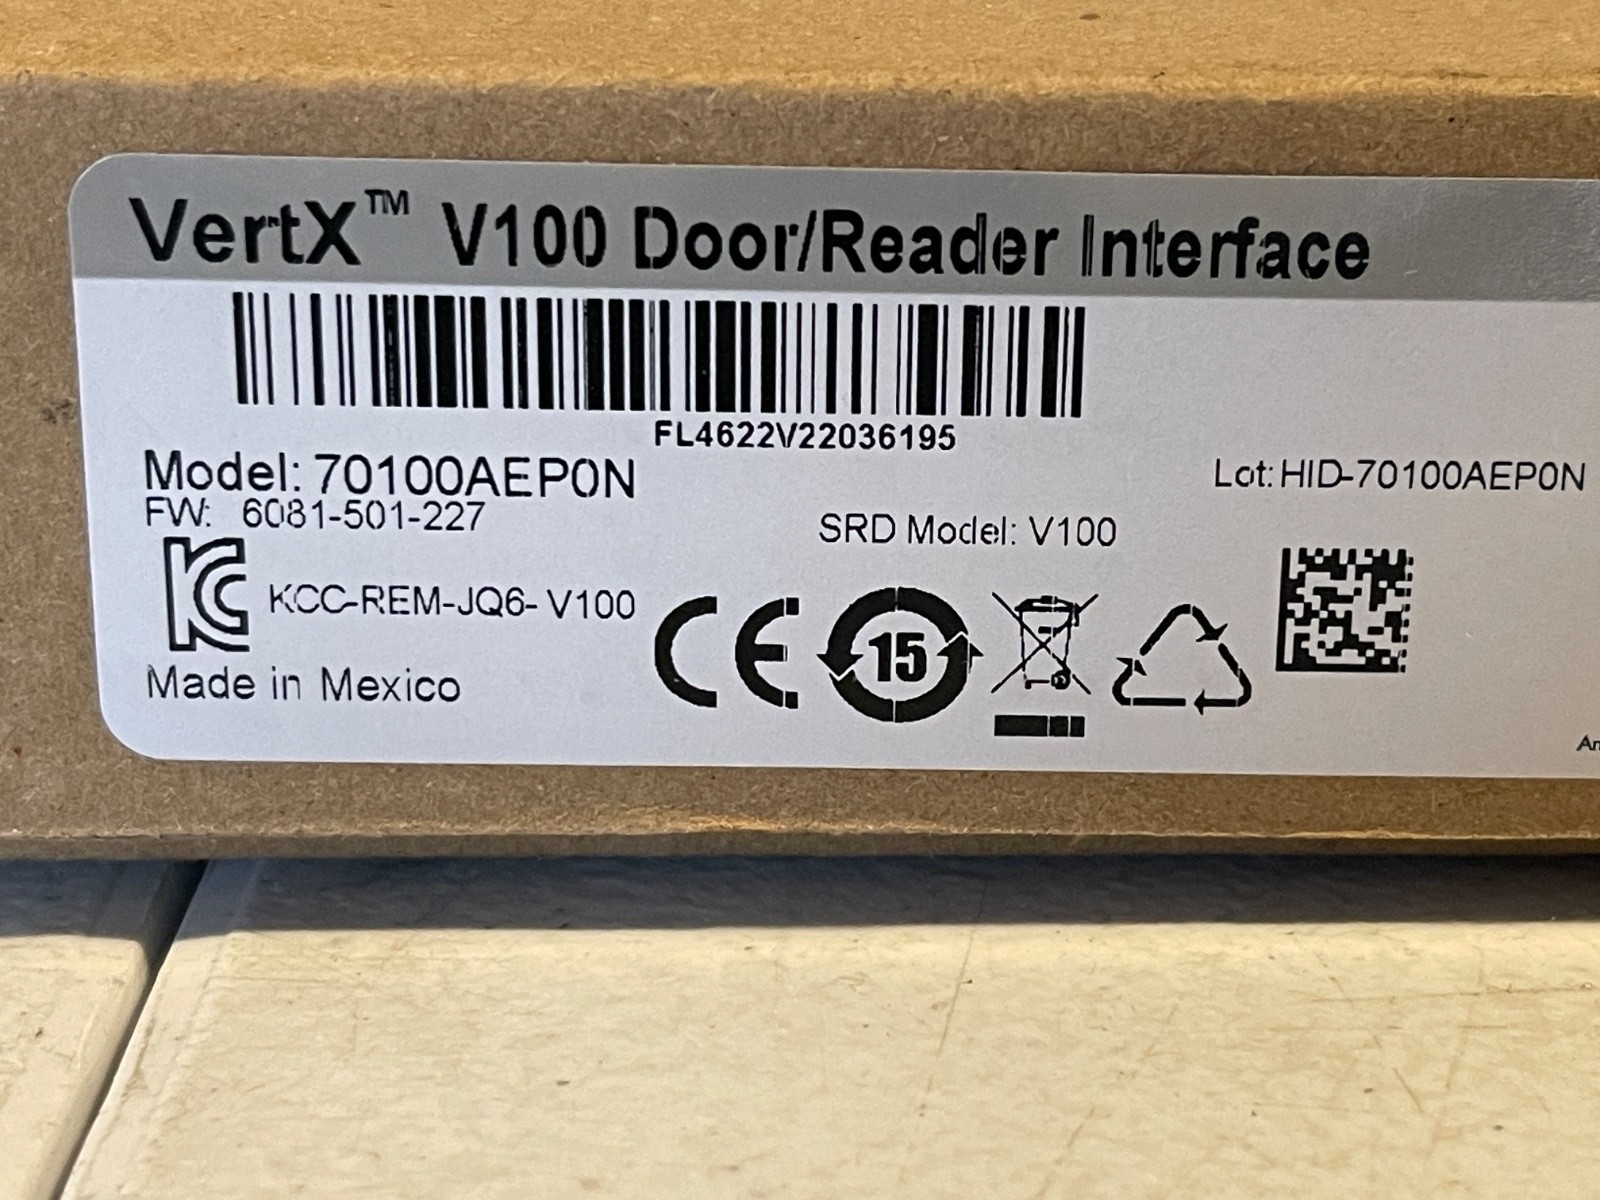 VertX™ V100 Door/Reader Interface
FL4622V22036195
Model: 70100AEP0N
Lot: HID-70100AEP0N
FW: 6081-501-227
SRD Model: V100
KCC-REM-JQ6- V100
CE
15
Made in Mexico